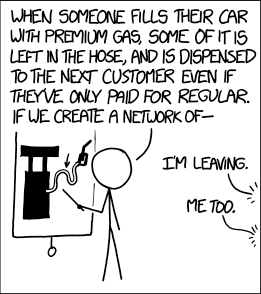 WHEN SOMEONE FILLS THEIR CAR
WITH PREMIUM GAS, SOME OF IT IS
LEFT IN THE HOSE, AND IS DISPENSED
TO THE NEXT CUSTOMER EVEN IF
THEY'VE ONLY PAID FOR REGULAR.
IF WE CREATE A NETWORK OF—
I'M LEAVING.
ME TOO.